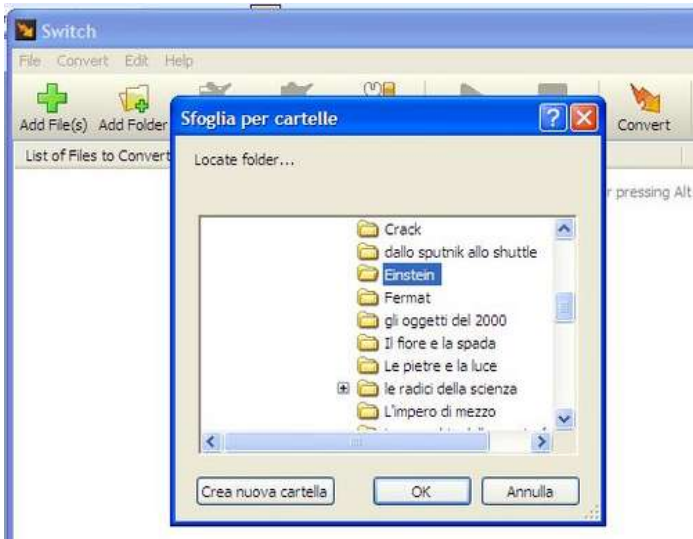 Switch
File Convert Edit Help
Add File(s) Add Folder Convert
Sfoglia per cartelle
List of Files to Convert
Locate folder...
r pressing Alt
Crack
dallo sputnik allo shuttle
Einstein
Fermat
gli oggetti del 2000
Il fiore e la spada
Le pietre e la luce
le radici della scienza
L'impero di mezzo
Crea nuova cartella OK Annulla